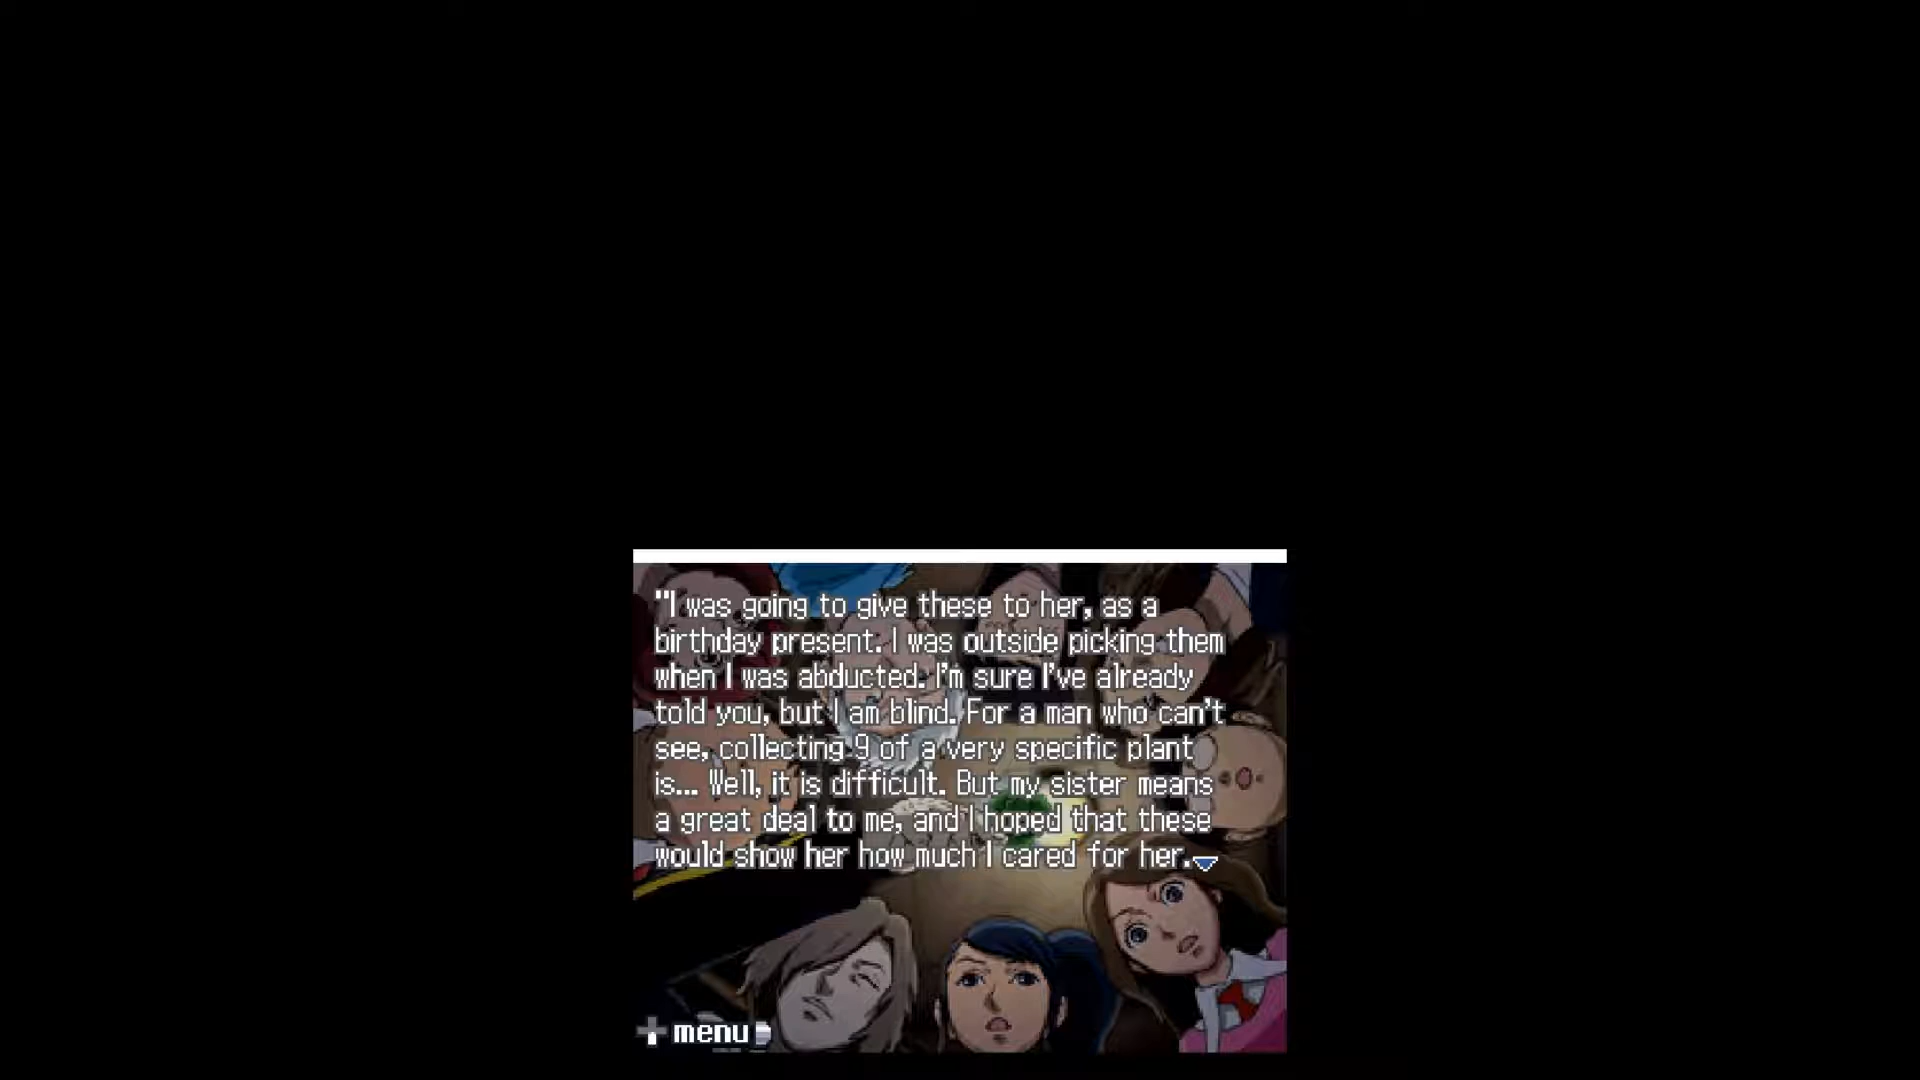 "I was going to give these to her, as a
birthday present. I was outside picking them
when I was abducted. I'm sure I've already
told you, but I am blind. For a man who can't
see, collecting 9 of a very specific plant
is... Well, it is difficult. But my sister means
a great deal to me, and I hoped that these
would show her how much I cared for her.
menu